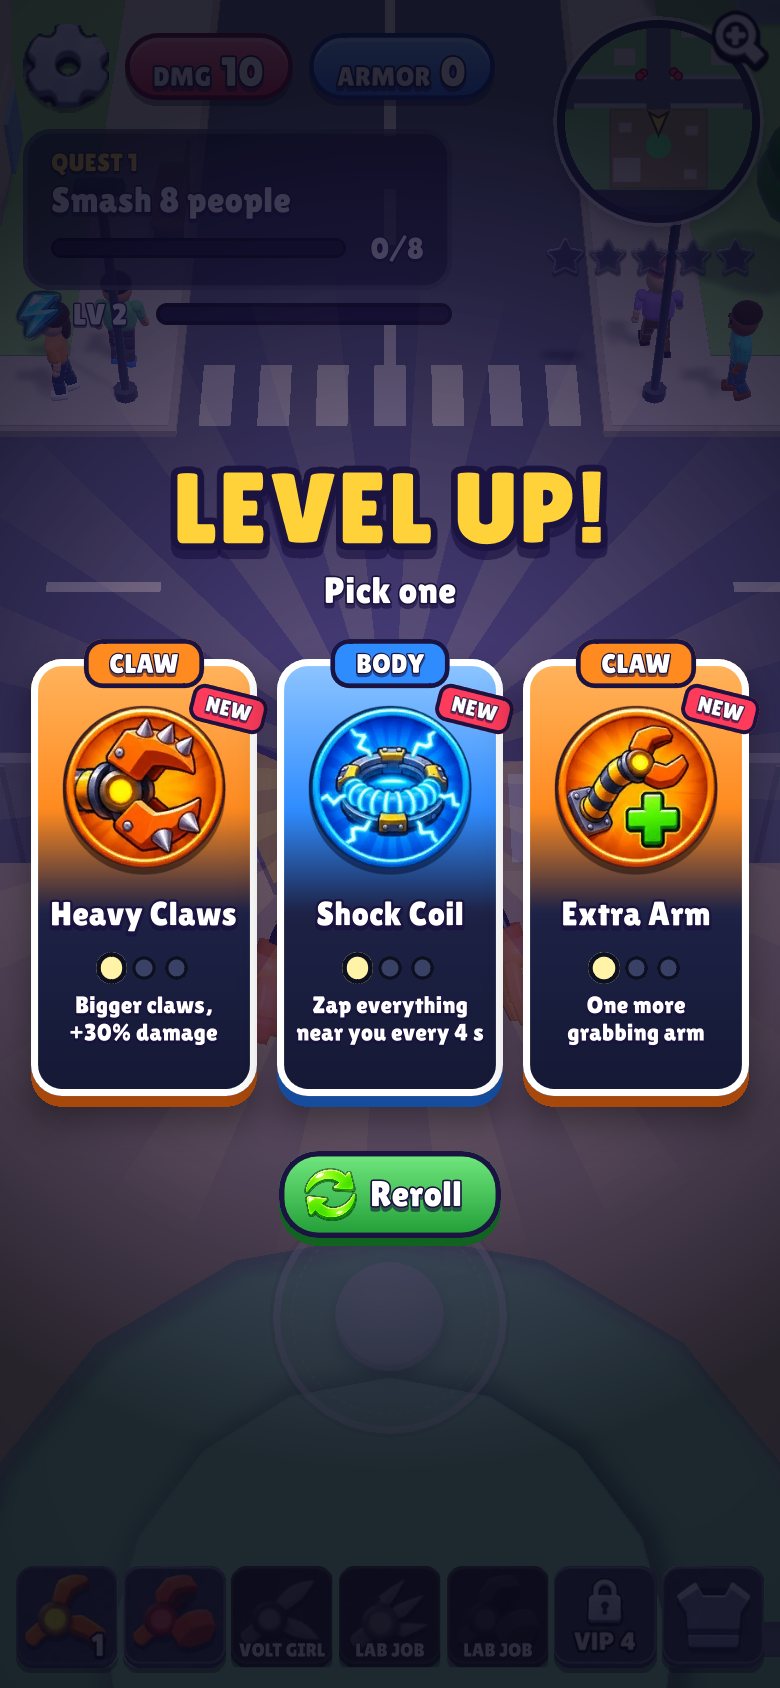 DMG 10
ARMOR 0
QUEST 1
Smash 8 people
0/8
LV 2
LEVEL UP!
Pick one
CLAW
NEW
Heavy Claws
Bigger claws,
+30% damage
BODY
NEW
Shock Coil
Zap everything
near you every 4 s
CLAW
NEW
Extra Arm
One more
grabbing arm
Reroll
1
VOLT GIRL
LAB JOB
LAB JOB
VIP 4